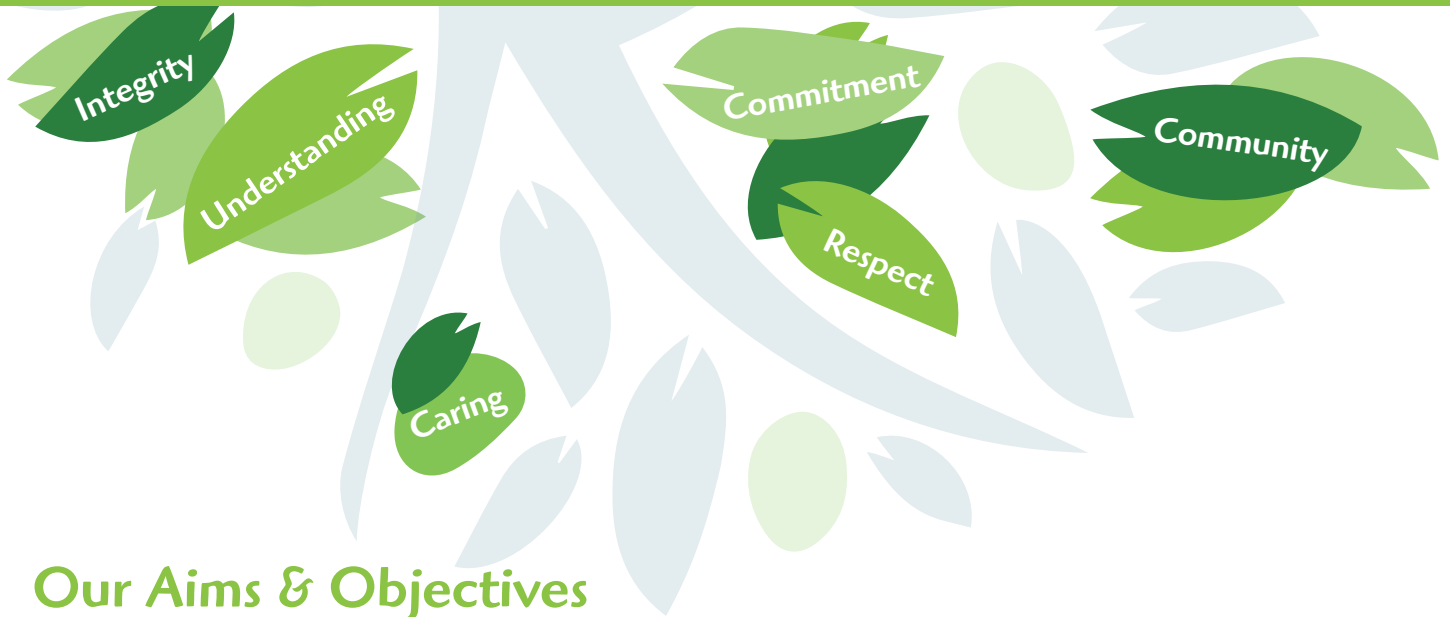 Integrity
Understanding
Commitment
Community
Respect
Caring
Our Aims & Objectives